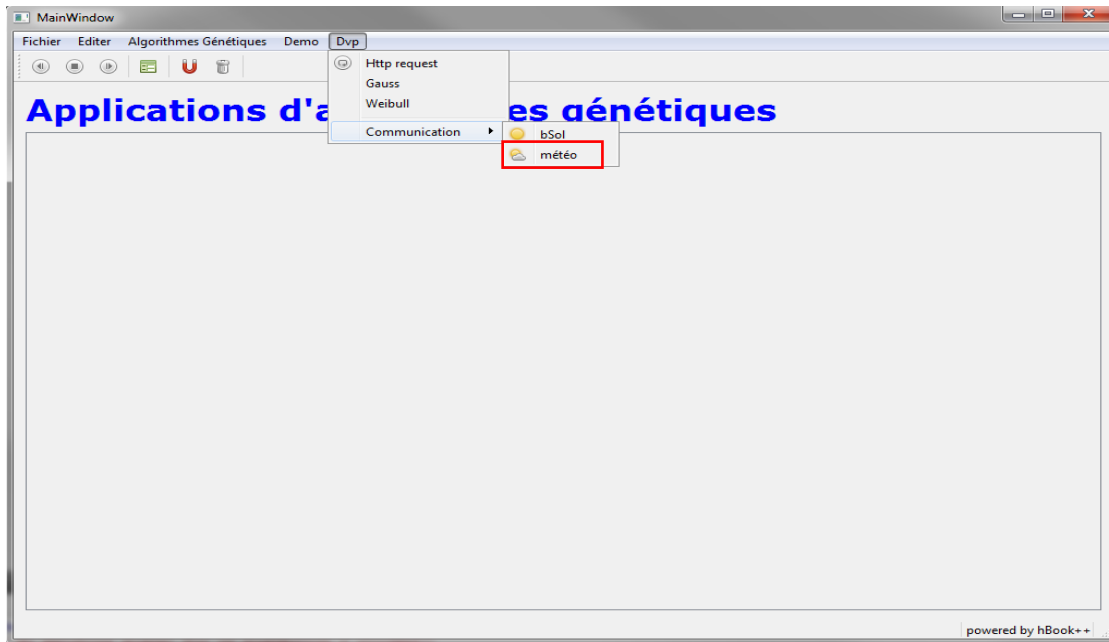 MainWindow
Fichier Editer Algorithmes Génétiques Demo Dvp
Http request
Gauss
Weibull
Applications d'a es génétiques
Communication
bSol
météo
powered by hBook++